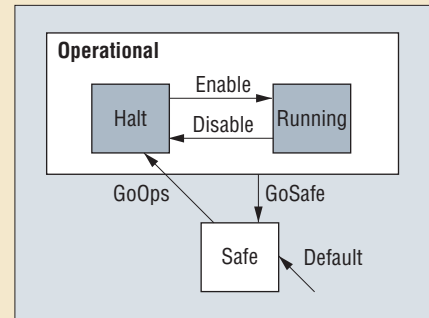 Operational
Enable
Halt
Running
Disable
GoOps
GoSafe
Safe
Default